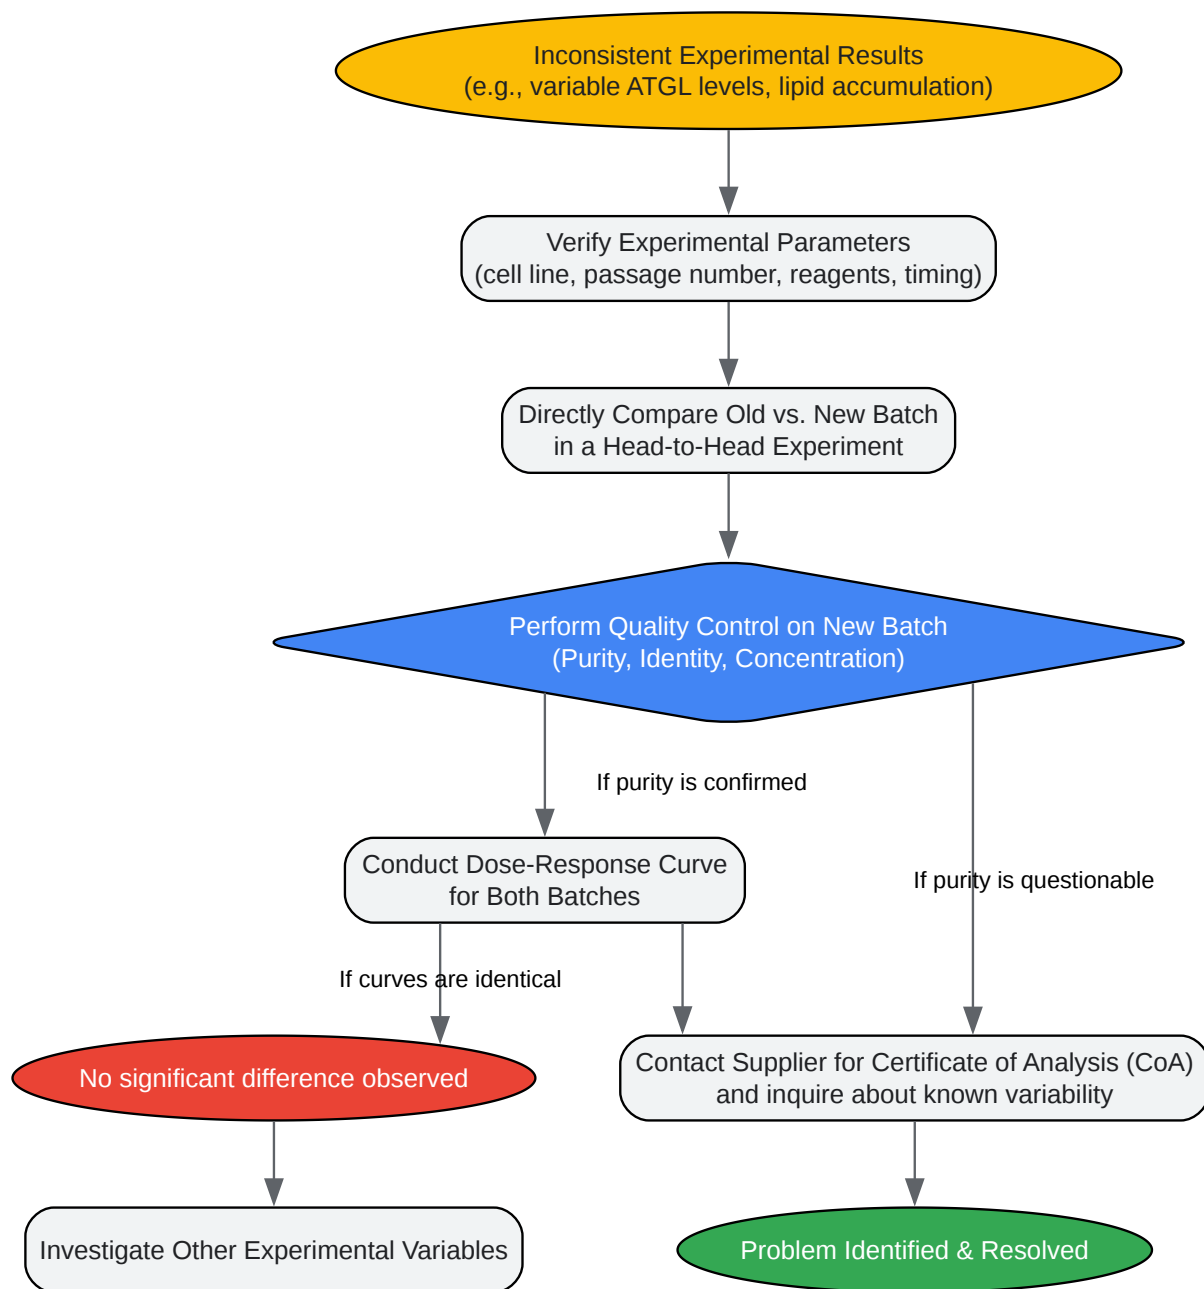 Inconsistent Experimental Results
(e.g., variable ATGL levels, lipid accumulation)
Verify Experimental Parameters
(cell line, passage number, reagents, timing)
Directly Compare Old vs. New Batch
in a Head-to-Head Experiment
Perform Quality Control on New Batch
(Purity, Identity, Concentration)
If purity is confirmed
Conduct Dose-Response Curve
for Both Batches
If purity is questionable
If curves are identical
No significant difference observed
Contact Supplier for Certificate of Analysis (CoA)
and inquire about known variability
Investigate Other Experimental Variables
Problem Identified & Resolved